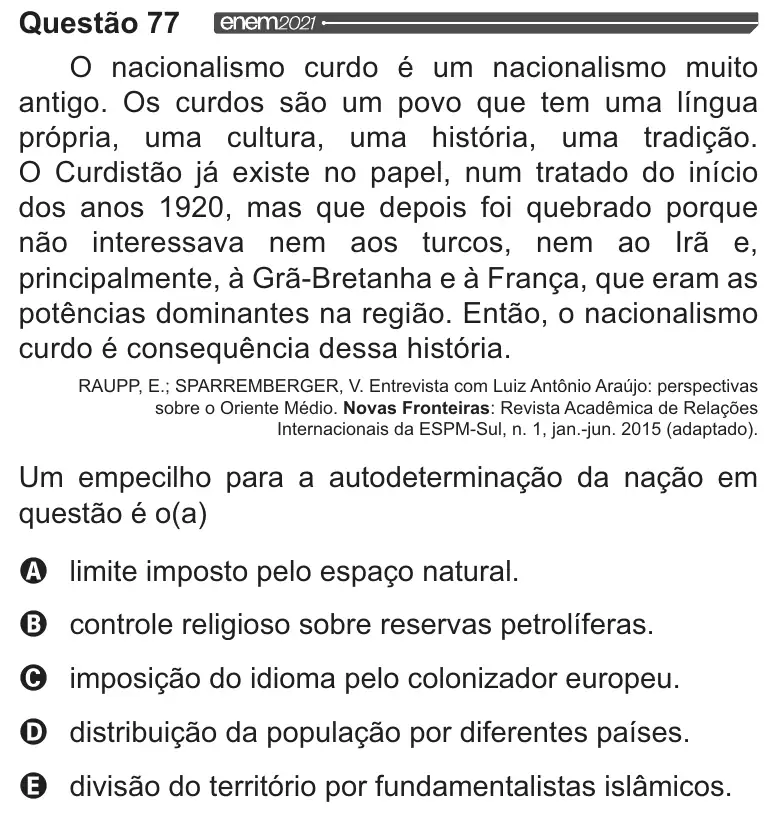 Questão 77 enem2021
O nacionalismo curdo é um nacionalismo muito
antigo. Os curdos são um povo que tem uma língua
própria, uma cultura, uma história, uma tradição.
O Curdistão já existe no papel, num tratado do início
dos anos 1920, mas que depois foi quebrado porque
não interessava nem aos turcos, nem ao Irã e,
principalmente, à Grã-Bretanha e à França, que eram as
potências dominantes na região. Então, o nacionalismo
curdo é consequência dessa história.
RAUPP, E.; SPARREMBERGER, V. Entrevista com Luiz Antônio Araújo: perspectivas
sobre o Oriente Médio. Novas Fronteiras: Revista Acadêmica de Relações
Internacionais da ESPM-Sul, n. 1, jan.-jun. 2015 (adaptado).
Um empecilho para a autodeterminação da nação em
questão é o(a)
A limite imposto pelo espaço natural.
B controle religioso sobre reservas petrolíferas.
C imposição do idioma pelo colonizador europeu.
D distribuição da população por diferentes países.
E divisão do território por fundamentalistas islâmicos.